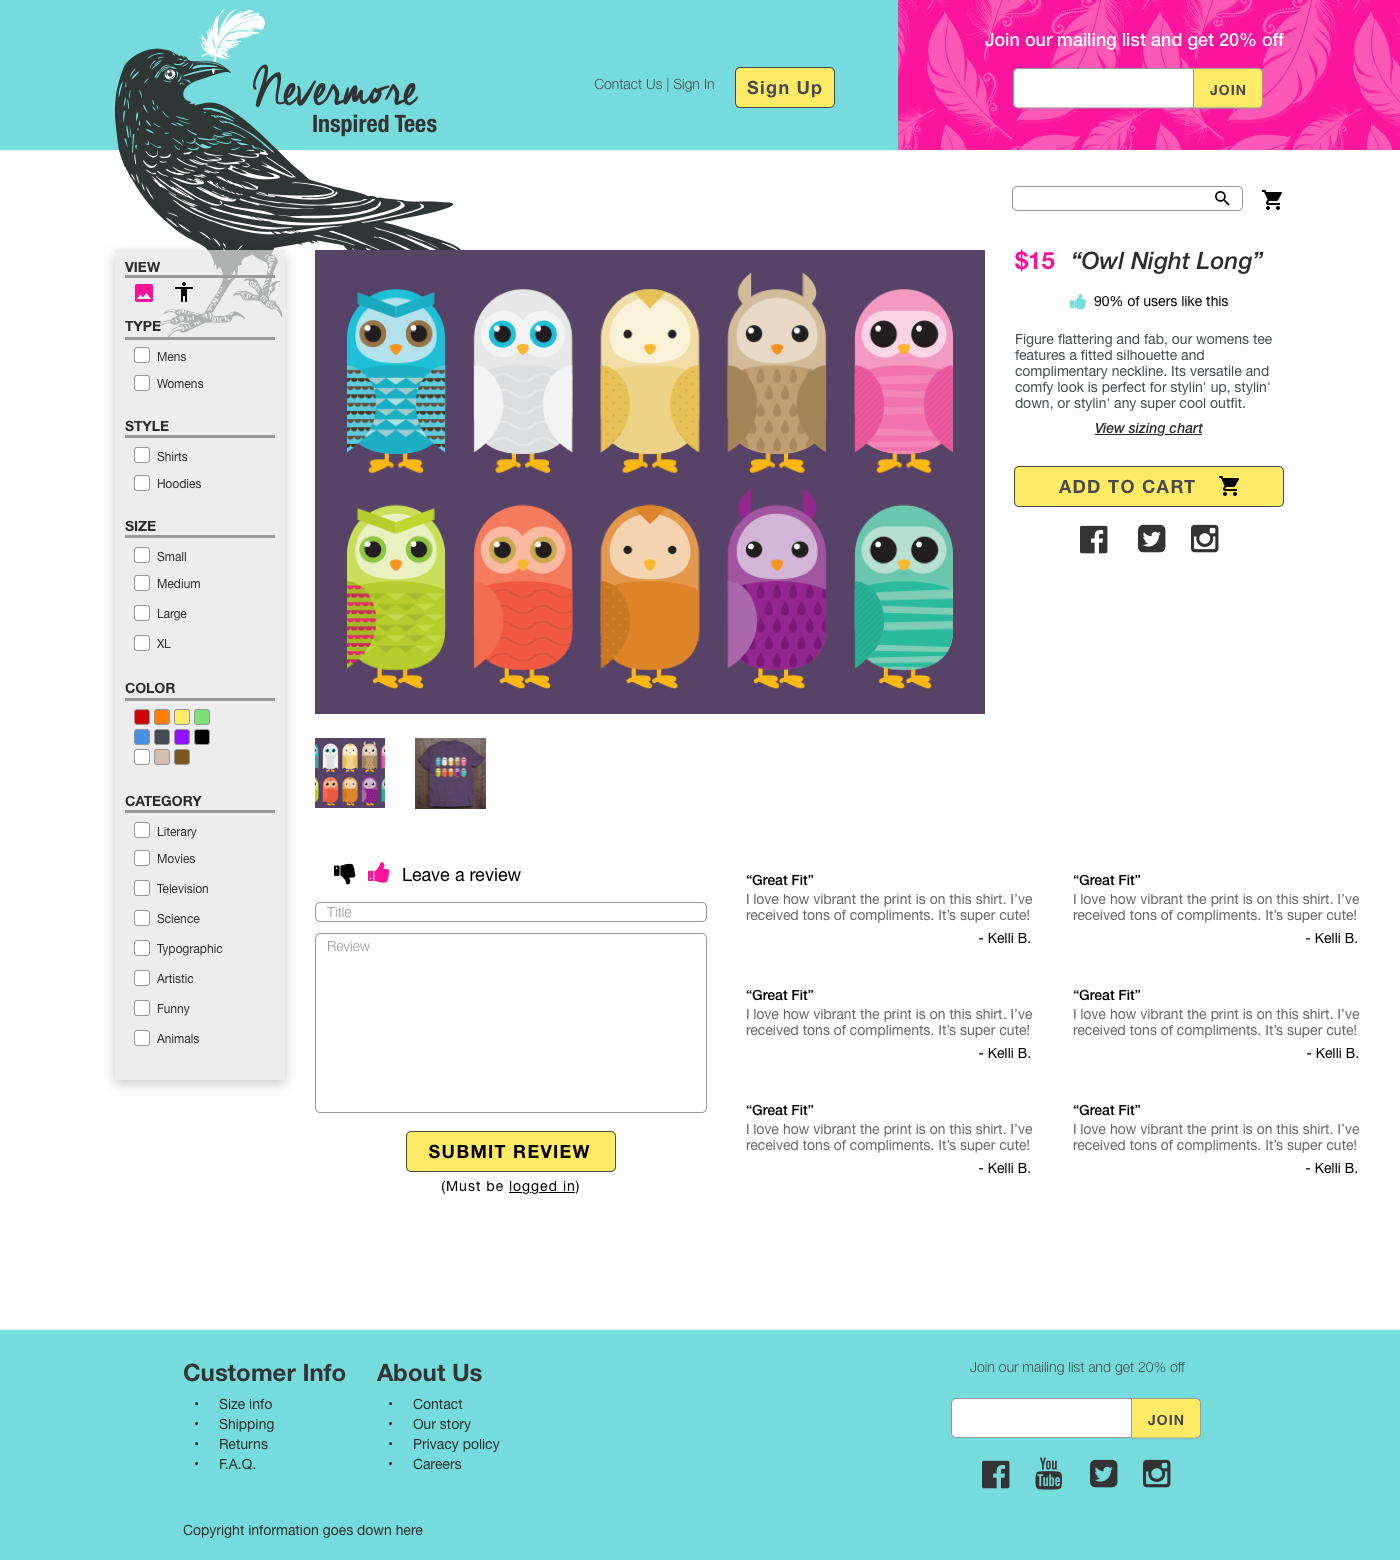 Nevermore
Inspired Tees
Contact Us | Sign In
Sign Up
Join our mailing list and get 20% off
JOIN
VIEW
TYPE
Mens
Womens
STYLE
Shirts
Hoodies
SIZE
Small
Medium
Large
XL
COLOR
CATEGORY
Literary
Movies
Television
Science
Typographic
Artistic
Funny
Animals
$15 “Owl Night Long”
90% of users like this
Figure flattering and fab, our womens tee
features a fitted silhouette and
complimentary neckline. Its versatile and
comfy look is perfect for stylin' up, stylin'
down, or stylin' any super cool outfit.
View sizing chart
ADD TO CART
Leave a review
Title
Review
SUBMIT REVIEW
(Must be logged in)
“Great Fit”
I love how vibrant the print is on this shirt. I’ve
received tons of compliments. It’s super cute!
- Kelli B.
“Great Fit”
I love how vibrant the print is on this shirt. I’ve
received tons of compliments. It’s super cute!
- Kelli B.
“Great Fit”
I love how vibrant the print is on this shirt. I’ve
received tons of compliments. It’s super cute!
- Kelli B.
“Great Fit”
I love how vibrant the print is on this shirt. I’ve
received tons of compliments. It’s super cute!
- Kelli B.
“Great Fit”
I love how vibrant the print is on this shirt. I’ve
received tons of compliments. It’s super cute!
- Kelli B.
“Great Fit”
I love how vibrant the print is on this shirt. I’ve
received tons of compliments. It’s super cute!
- Kelli B.
Customer Info
• Size info
• Shipping
• Returns
• F.A.Q.
About Us
• Contact
• Our story
• Privacy policy
• Careers
Join our mailing list and get 20% off
JOIN
You
Tube
Copyright information goes down here